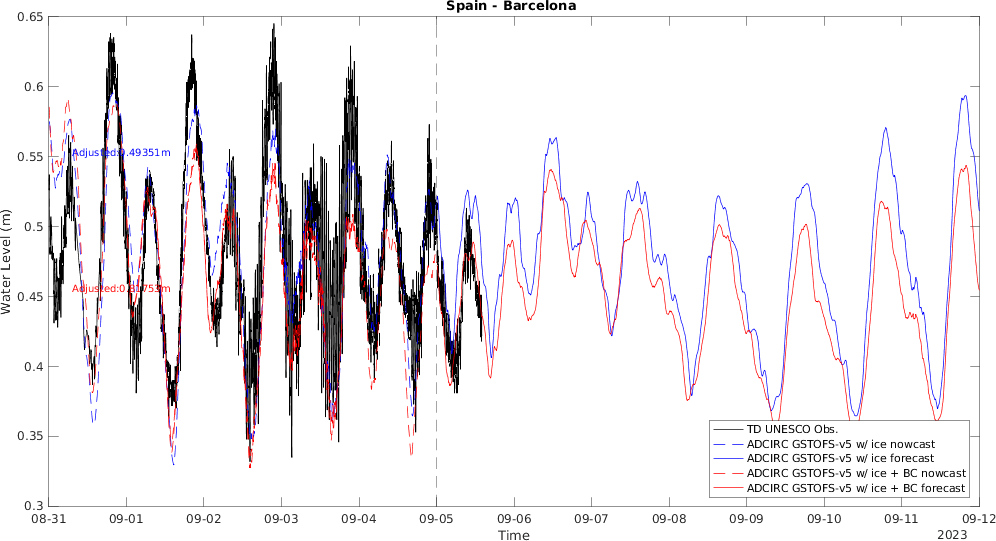 Spain - Barcelona
0.65
0.6
0.55
0.5
0.45
0.4
0.35
0.3
Water Level (m)
Adjusted:0.49351m
TD UNESCO Obs.
ADCIRC GSTOFS-v5 w/ ice nowcast
ADCIRC GSTOFS-v5 w/ ice forecast
ADCIRC GSTOFS-v5 w/ ice + BC nowcast
ADCIRC GSTOFS-v5 w/ ice + BC forecast
08-31 09-01 09-02 09-03 09-04 09-05 09-06 09-07 09-08 09-09 09-10 09-11 09-12
Time
2023